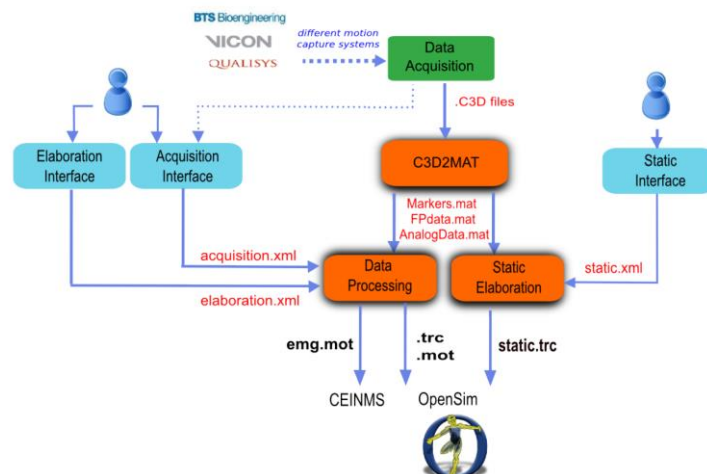 BTS Bioengineering
VICON
QUALISYS
different motion
capture systems
Data
Acquisition
.C3D files
Elaboration
Interface
Acquisition
Interface
C3D2MAT
Static
Interface
Markers.mat
FPdata.mat
AnalogData.mat
acquisition.xml
elaboration.xml
Data
Processing
Static
Elaboration
static.xml
emg.mot
.trc
.mot
static.trc
CEINMS
OpenSim